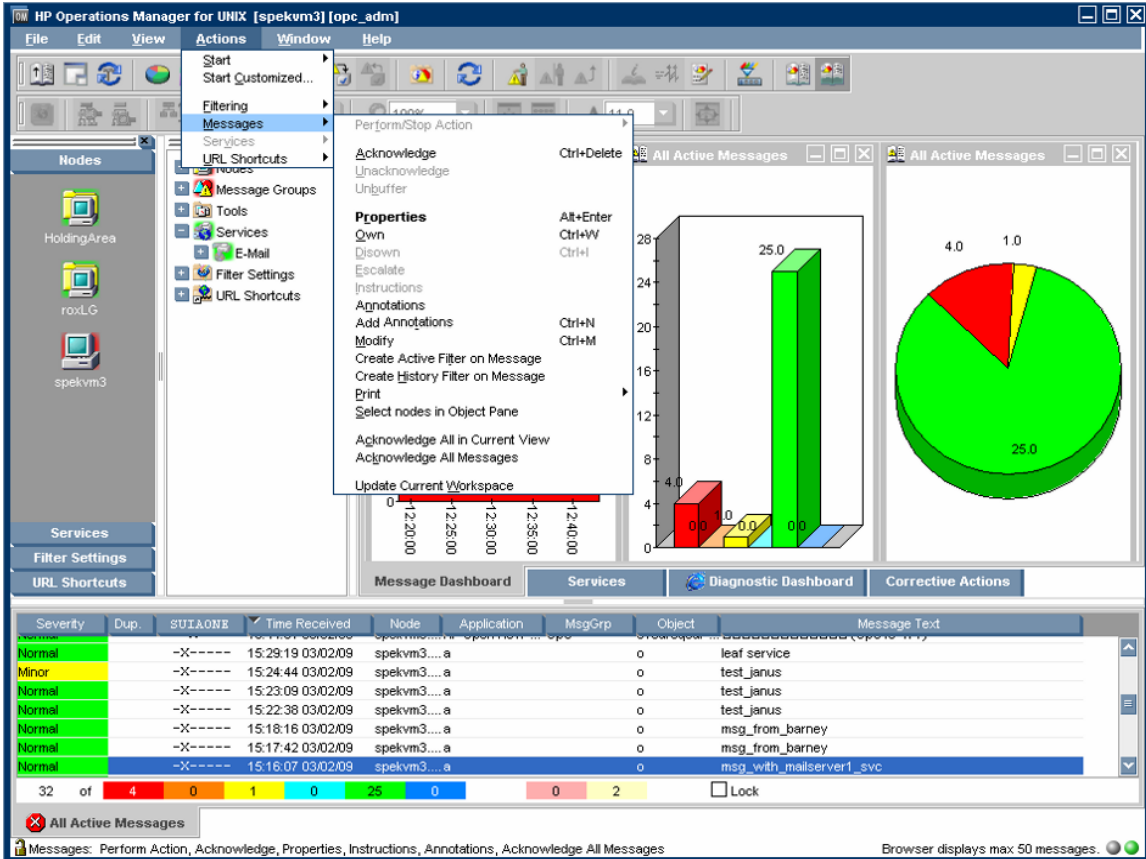 HP Operations Manager for UNIX [spekvm3] [opc_adm]
File Edit View Actions Window Help
Start
Start Customized...
Filtering
Messages
Services
URL Shortcuts
100%
11.0
Perform/Stop Action
Acknowledge Ctrl+Delete
Unacknowledge
Unbuffer
Properties Alt+Enter
Own Ctrl+W
Disown Ctrl+I
Escalate
Instructions
Annotations
Add Annotations Ctrl+N
Modify Ctrl+M
Create Active Filter on Message
Create History Filter on Message
Print
Select nodes in Object Pane
Acknowledge All in Current View
Acknowledge All Messages
Update Current Workspace
Nodes
HoldingArea
roxLG
spekvm3
Services
Filter Settings
URL Shortcuts
Nodes
Message Groups
Tools
Services
E-Mail
Filter Settings
URL Shortcuts
0
12:20:00 12:25:00 12:30:00 12:35:00 12:40:00
All Active Messages
28
24
20
16
12
8
4
0
4.0 0.0 1.0 0.0 25.0 0.0
All Active Messages
4.0 1.0
25.0
Message Dashboard Services Diagnostic Dashboard Corrective Actions
Severity Dup. SUIAONE Time Received Node Application MsgGrp Object Message Text
Normal -X----- 15:29:19 03/02/09 spekvm3.... a o leaf service
Minor -X----- 15:24:44 03/02/09 spekvm3.... a o test_janus
Normal -X----- 15:23:09 03/02/09 spekvm3.... a o test_janus
Normal -X----- 15:22:38 03/02/09 spekvm3.... a o test_janus
Normal -X----- 15:18:16 03/02/09 spekvm3.... a o msg_from_barney
Normal -X----- 15:17:42 03/02/09 spekvm3.... a o msg_from_barney
Normal -X----- 15:16:07 03/02/09 spekvm3.... a o msg_with_mailserver1_svc
32 of 4 0 1 0 25 0 0 2 Lock
All Active Messages
Messages: Perform Action, Acknowledge, Properties, Instructions, Annotations, Acknowledge All Messages Browser displays max 50 messages.